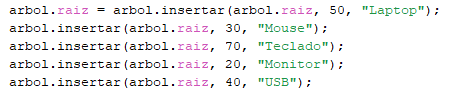 arbol.raiz = arbol.insertar(arbol.raiz, 50, "Laptop");
arbol.insertar(arbol.raiz, 30, "Mouse");
arbol.insertar(arbol.raiz, 70, "Teclado");
arbol.insertar(arbol.raiz, 20, "Monitor");
arbol.insertar(arbol.raiz, 40, "USB");